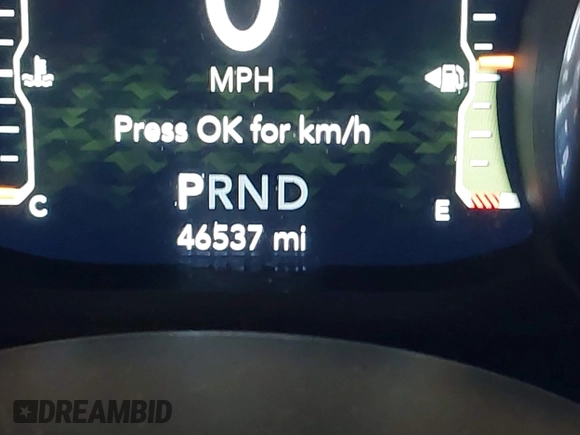 0
MPH
Press OK for km/h
PRND
46537 mi
C
E
DREAMBID